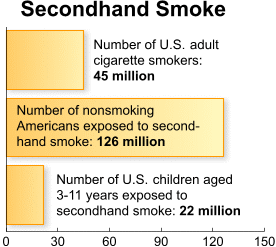 Secondhand Smoke
Number of U.S. adult
cigarette smokers:
45 million
Number of nonsmoking
Americans exposed to second-
hand smoke: 126 million
Number of U.S. children aged
3-11 years exposed to
secondhand smoke: 22 million
0 30 60 90 120 150